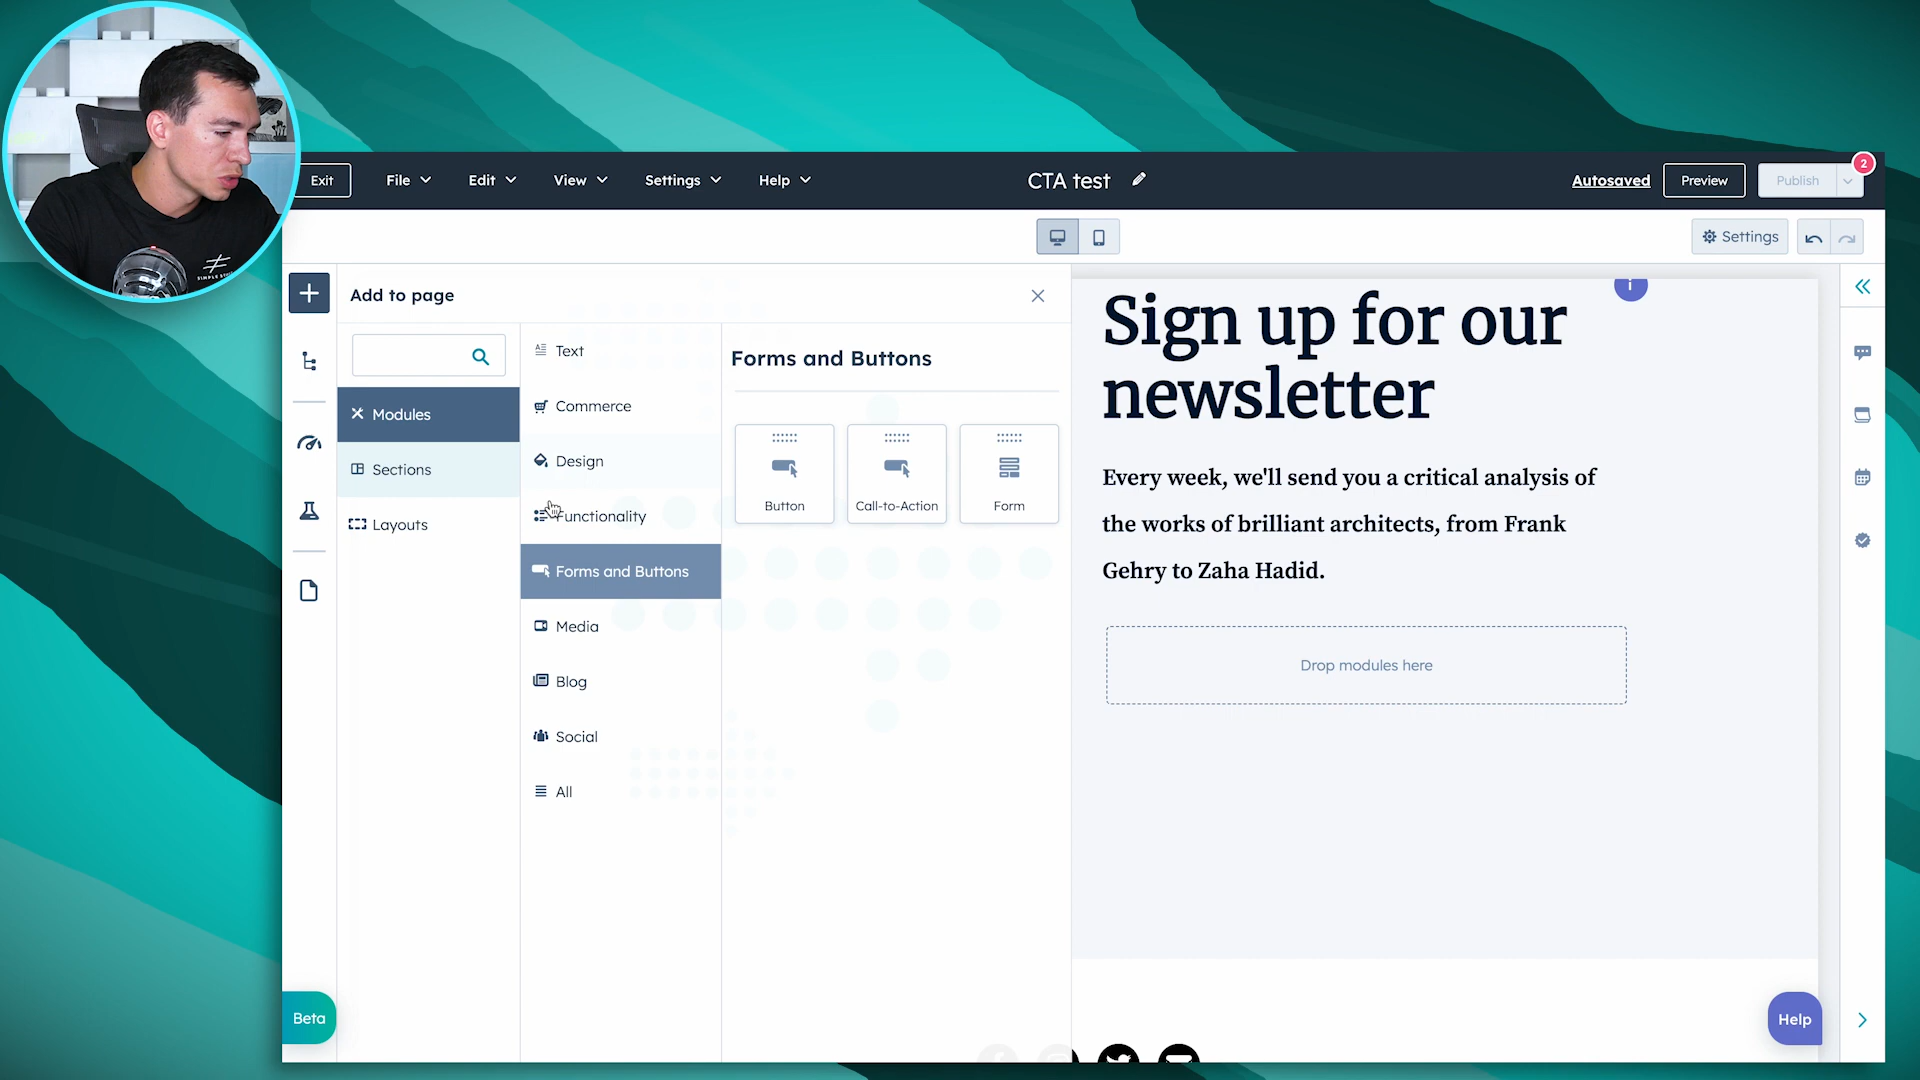 Exit
File
Edit
View
Settings
Help
CTA test
Autosaved
Preview
Publish
2
Settings
Add to page
Modules
Sections
Layouts
Text
Commerce
Design
Functionality
Forms and Buttons
Media
Blog
Social
All
Forms and Buttons
Button
Call-to-Action
Form
Sign up for our
newsletter
Every week, we'll send you a critical analysis of
the works of brilliant architects, from Frank
Gehry to Zaha Hadid.
Drop modules here
Beta
Help